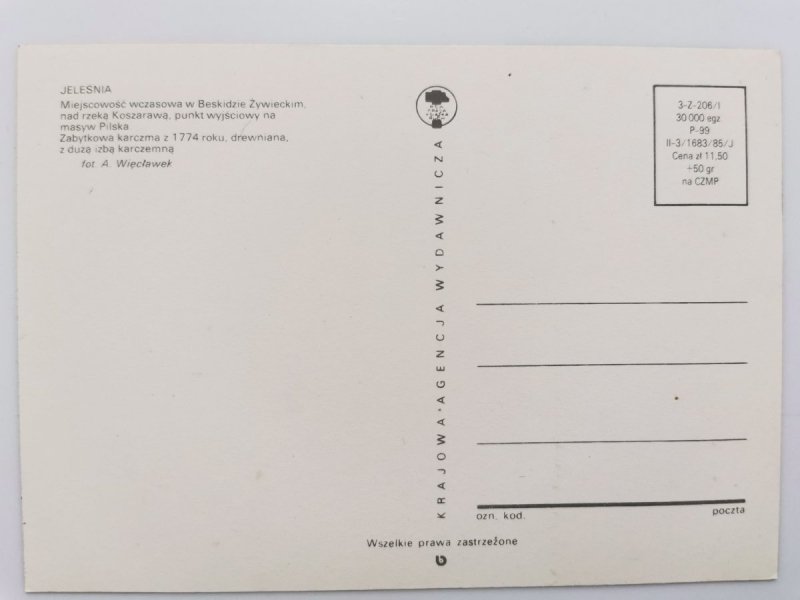 JELEŚNIA
Miejscowość wczasowa w Beskidzie Żywieckim,
nad rzeką Koszarawą, punkt wyjściowy na
masyw Pilska
Zabytkowa karczma z 1774 roku, drewniana,
z dużą izbą karczemną
fot. A. Więcławek
KRAJOWA AGENCJA WYDAWNICZA
3-Z-206/I
30 000 egz
P-99
II-3/1683/85/J
Cena zł 11,50
+50 gr
na CZMP
ozn. kod.
poczta
Wszelkie prawa zastrzeżone